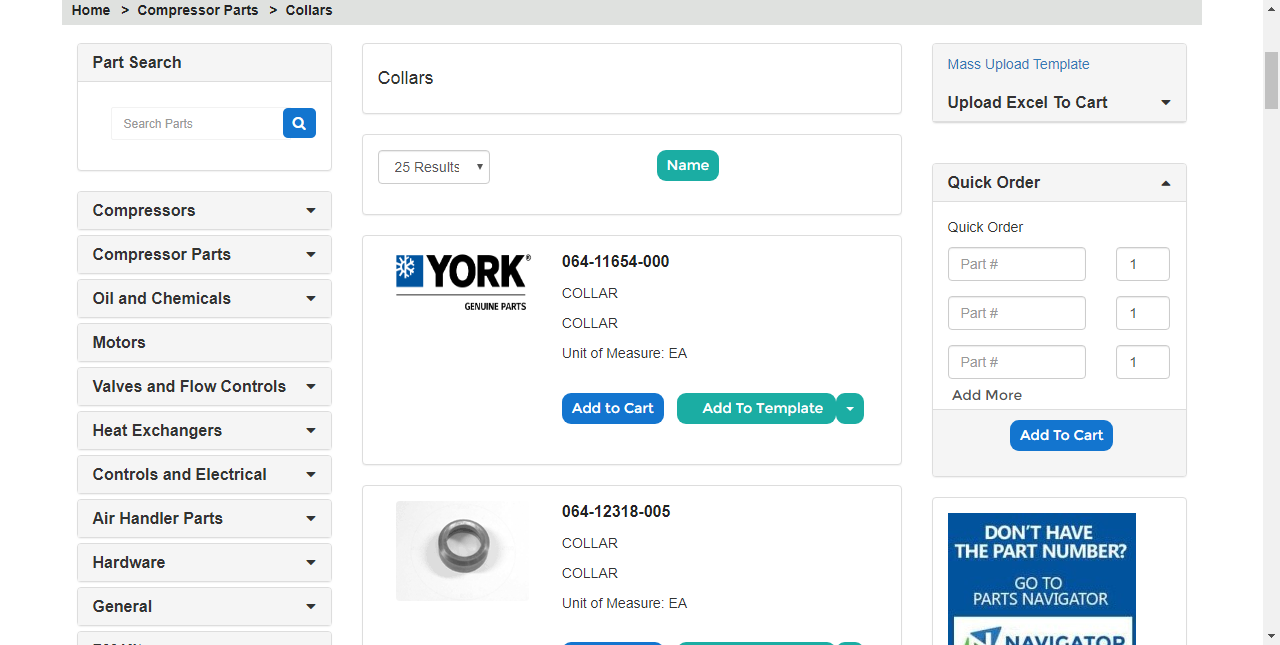 Home > Compressor Parts > Collars
Part Search
Search Parts
Compressors
Compressor Parts
Oil and Chemicals
Motors
Valves and Flow Controls
Heat Exchangers
Controls and Electrical
Air Handler Parts
Hardware
General
Collars
25 Results
Name
YORK®
GENUINE PARTS
064-11654-000
COLLAR
COLLAR
Unit of Measure: EA
Add to Cart
Add To Template
064-12318-005
COLLAR
COLLAR
Unit of Measure: EA
Mass Upload Template
Upload Excel To Cart
Quick Order
Quick Order
Part # 1
Part # 1
Part # 1
Add More
Add To Cart
DON'T HAVE
THE PART NUMBER?
GO TO
PARTS NAVIGATOR
NAVIGATOR